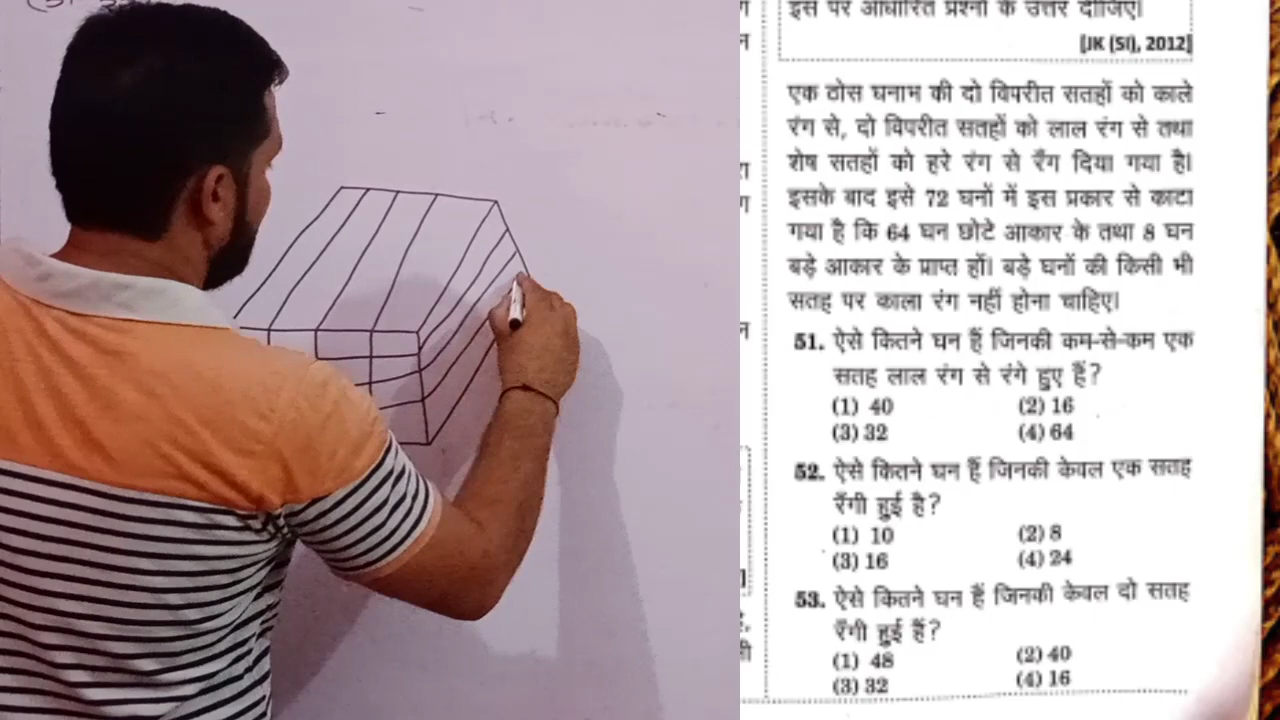 इस पर आधारित प्रश्नों के उत्तर दीजिए।
[JK (SI), 2012]
एक ठोस घनाभ की दो विपरीत सतहों को काले
रंग से, दो विपरीत सतहों को लाल रंग से तथा
शेष सतहों को हरे रंग से रँग दिया गया है।
इसके बाद इसे 72 घनों में इस प्रकार से काटा
गया है कि 64 घन छोटे आकार के तथा 8 घन
बड़े आकार के प्राप्त हों। बड़े घनों की किसी भी
सतह पर काला रंग नहीं होना चाहिए।
51. ऐसे कितने घन हैं जिनकी कम-से-कम एक
सतह लाल रंग से रंगे हुए हैं?
(1) 40 (2) 16
(3) 32 (4) 64
52. ऐसे कितने घन हैं जिनकी केवल एक सतह
रँगी हुई है?
(1) 10 (2) 8
(3) 16 (4) 24
53. ऐसे कितने घन हैं जिनकी केवल दो सतह
रँगी हुई हैं?
(1) 48 (2) 40
(3) 32 (4) 16